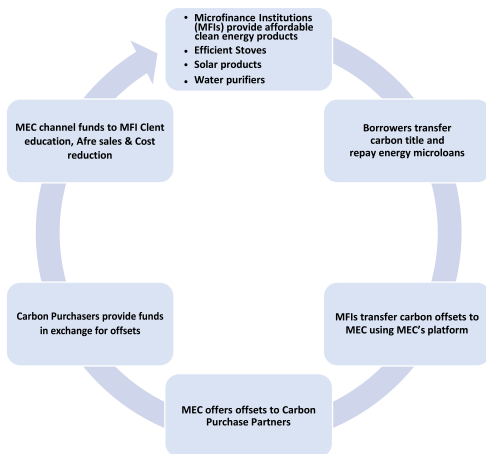 • Microfinance Institutions
(MFIs) provide affordable
clean energy products
• Efficient Stoves
• Solar products
• Water purifiers
Borrowers transfer
carbon title and
repay energy microloans
MFIs transfer carbon offsets to
MEC using MEC's platform
MEC offers offsets to Carbon
Purchase Partners
Carbon Purchasers provide funds
in exchange for offsets
MEC channel funds to MFI Clent
education, Afre sales & Cost
reduction